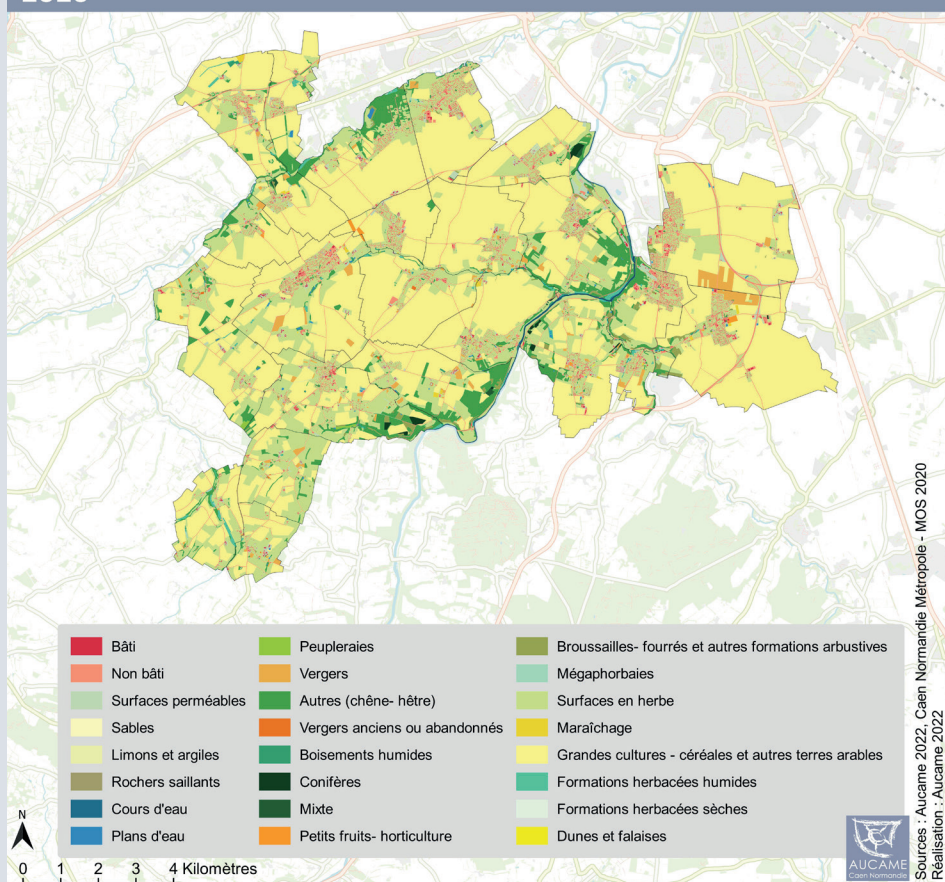 Bâti
Non bâti
Surfaces perméables
Sables
Limons et argiles
Rochers saillants
Cours d'eau
Plans d'eau
Peupleraies
Vergers
Autres (chêne- hêtre)
Vergers anciens ou abandonnés
Boisements humides
Conifères
Mixte
Petits fruits- horticulture
Broussailles- fourrés et autres formations arbustives
Mégaphorbaies
Surfaces en herbe
Maraîchage
Grandes cultures - céréales et autres terres arables
Formations herbacées humides
Formations herbacées sèches
Dunes et falaises
N
0 1 2 3 4 Kilomètres
AUCAME
Caen Normandie
Sources : Aucame 2022, Caen Normandie Métropole - MOS 2020
Réalisation : Aucame 2022